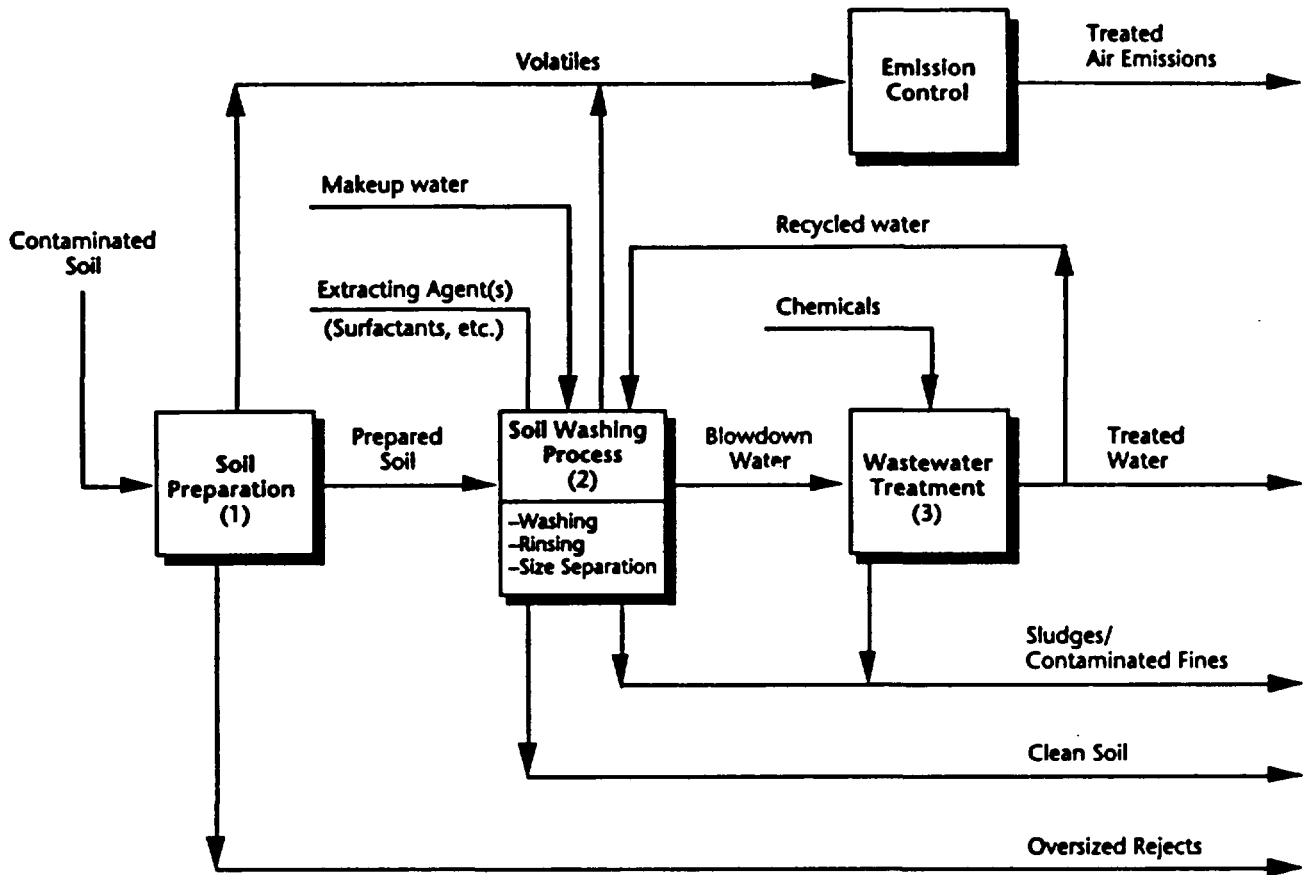 Volatiles
Emission
Control
Treated
Air Emissions
Makeup water
Recycled water
Contaminated
Soil
Extracting Agent(s)
(Surfactants, etc.)
Chemicals
Soil
Preparation
(1)
Prepared
Soil
Soil Washing
Process
(2)
–Washing
–Rinsing
–Size Separation
Blowdown
Water
Wastewater
Treatment
(3)
Treated
Water
Sludges/
Contaminated Fines
Clean Soil
Oversized Rejects